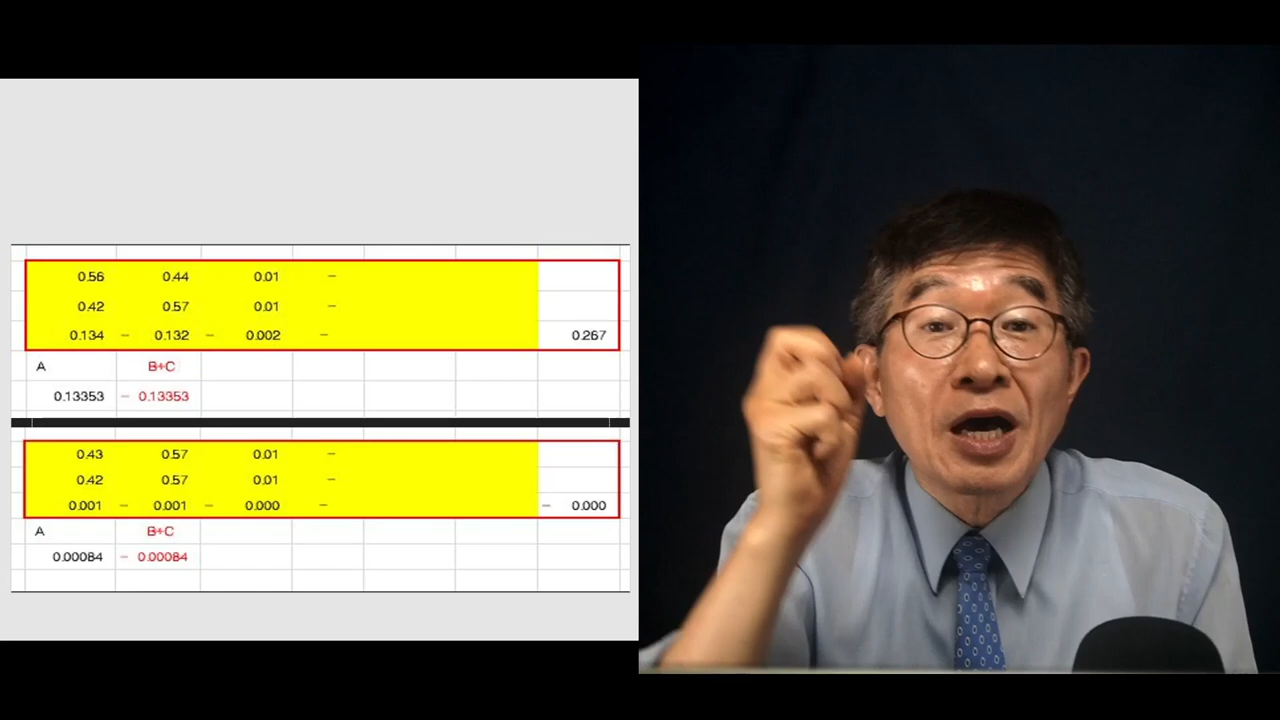 0.56 0.44 0.01 -
0.42 0.57 0.01 -
0.134 - 0.132 - 0.002 - 0.267
A B+C
0.13353 - 0.13353
0.43 0.57 0.01 -
0.42 0.57 0.01 -
0.001 - 0.001 - 0.000 - - 0.000
A B+C
0.00084 - 0.00084